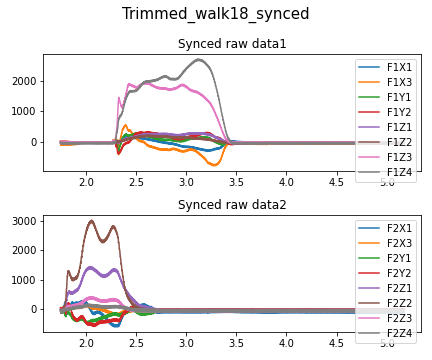 Trimmed_walk18_synced
Synced raw data1
2000
1000
0
2.0 2.5 3.0 3.5 4.0 4.5 5.0
F1X1
F1X3
F1Y1
F1Y2
F1Z1
F1Z2
F1Z3
F1Z4
Synced raw data2
3000
2000
1000
0
2.0 2.5 3.0 3.5 4.0 4.5 5.0
F2X1
F2X3
F2Y1
F2Y2
F2Z1
F2Z2
F2Z3
F2Z4